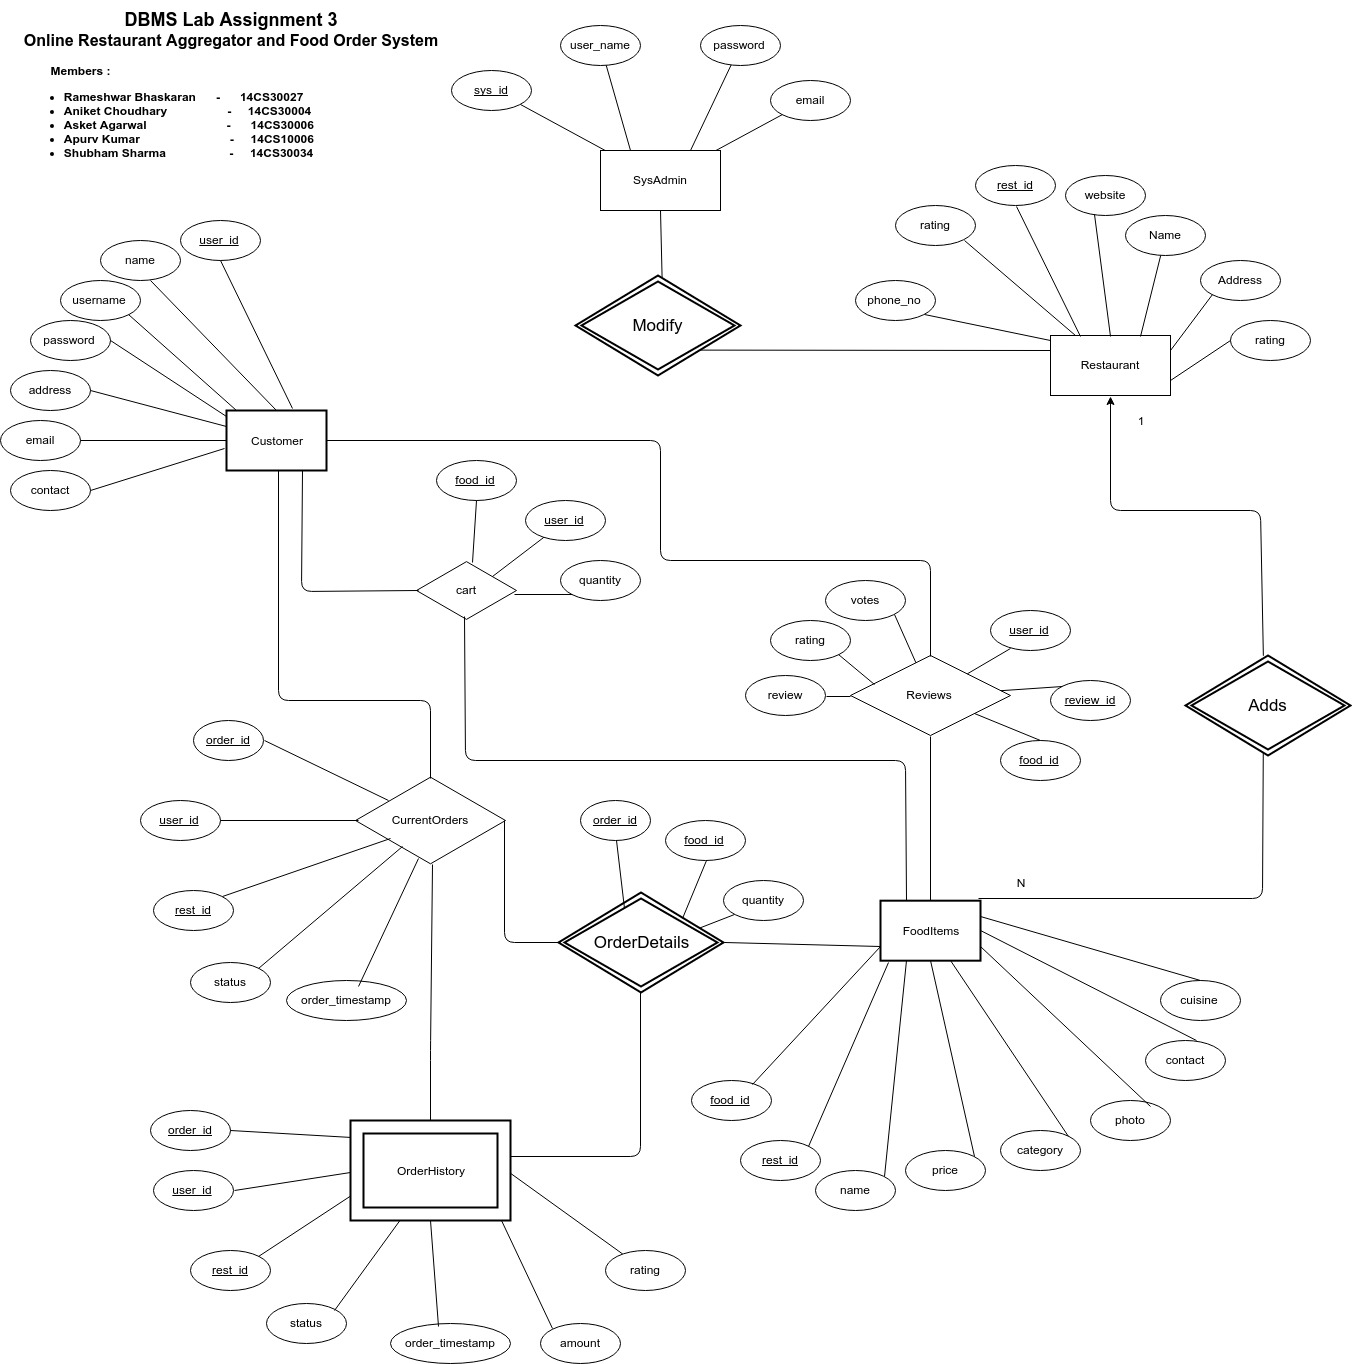 DBMS Lab Assignment 3
Online Restaurant Aggregator and Food Order System
Members :
• Rameshwar Bhaskaran - 14CS30027
• Aniket Choudhary - 14CS30004
• Asket Agarwal - 14CS30006
• Apurv Kumar - 14CS10006
• Shubham Sharma - 14CS30034
user_name
password
sys_id
email
SysAdmin
rest_id
website
rating
Name
Address
phone_no
rating
Restaurant
1
Modify
user_id
name
username
password
address
email
contact
Customer
food_id
user_id
quantity
cart
votes
rating
user_id
review
Reviews
review_id
food_id
Adds
N
order_id
user_id
CurrentOrders
rest_id
status
order_timestamp
order_id
food_id
quantity
OrderDetails
FoodItems
cuisine
contact
photo
category
price
name
rest_id
food_id
order_id
user_id
OrderHistory
rest_id
status
order_timestamp
amount
rating